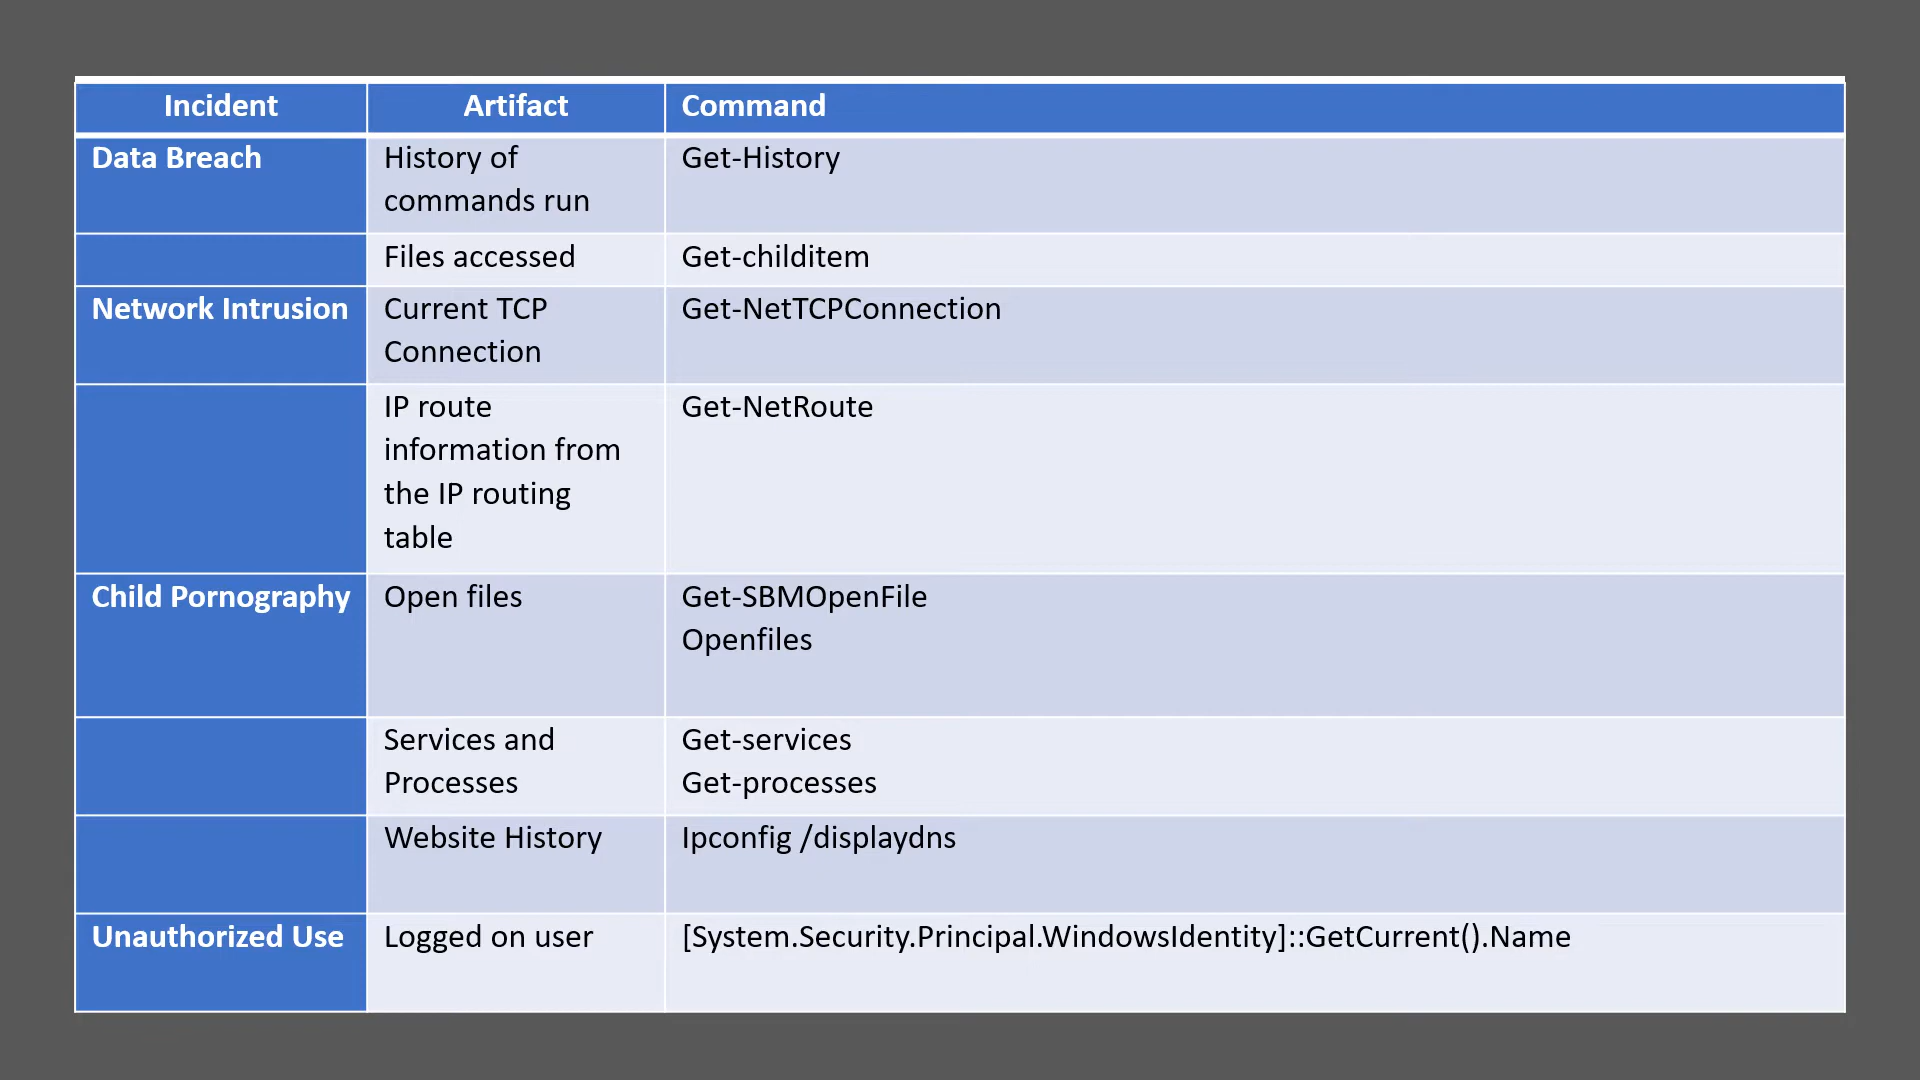 Incident Artifact Command
Data Breach History of Get-History
commands run
Files accessed Get-childitem
Network Intrusion Current TCP Get-NetTCPConnection
Connection
IP route Get-NetRoute
information from
the IP routing
table
Child Pornography Open files Get-SBMOpenFile
Openfiles
Services and Get-services
Processes Get-processes
Website History Ipconfig /displaydns
Unauthorized Use Logged on user [System.Security.Principal.WindowsIdentity]::GetCurrent().Name